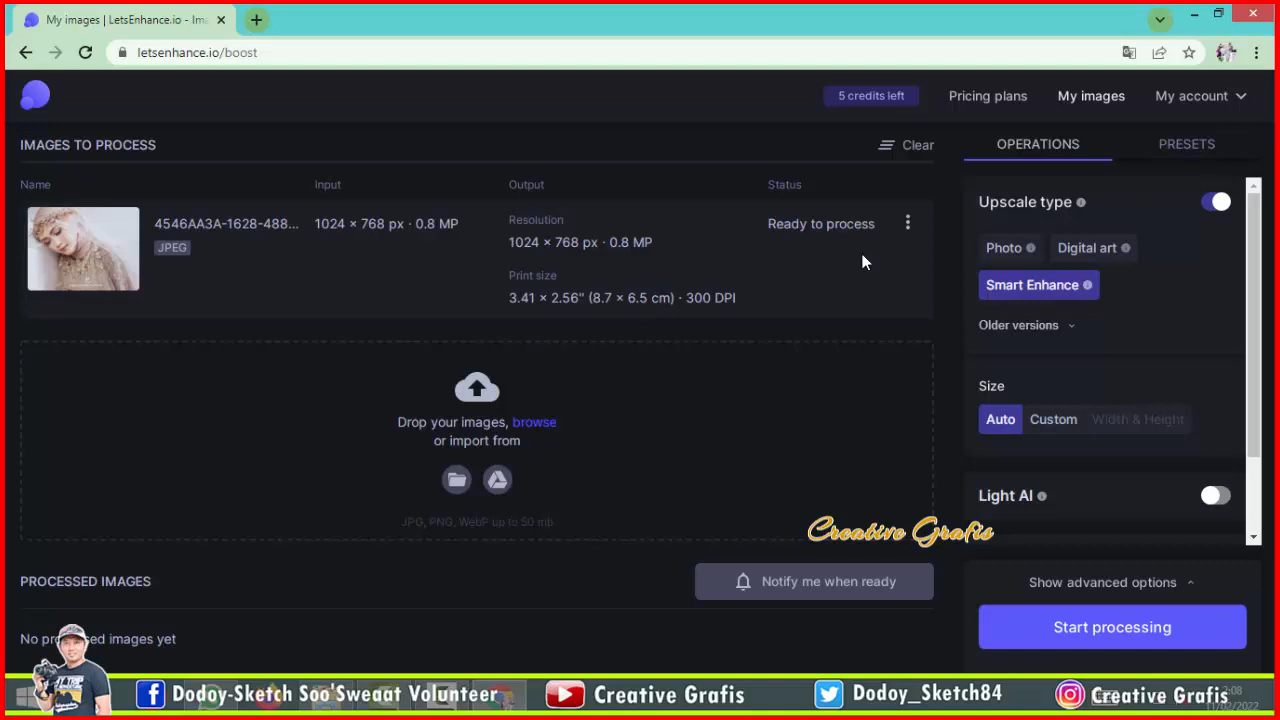 My images | LetsEnhance.io - Ima
letsenhance.io/boost
5 credits left
Pricing plans
My images
My account
IMAGES TO PROCESS
Clear
OPERATIONS
PRESETS
Name
Input
Output
Status
4546AA3A-1628-488...
JPEG
1024 × 768 px · 0.8 MP
Resolution
1024 × 768 px · 0.8 MP
Print size
3.41 × 2.56" (8.7 × 6.5 cm) · 300 DPI
Ready to process
Upscale type
Photo
Digital art
Smart Enhance
Older versions
Size
Auto
Custom
Width & Height
Light AI
Drop your images, browse
or import from
JPG, PNG, WebP up to 50 mb
Creative Grafis
PROCESSED IMAGES
Notify me when ready
Show advanced options
Start processing
No processed images yet
Dodoy-Sketch Soo'Sweaat Volunteer
Creative Grafis
Dodoy_Sketch84
Creative Grafis
11/02/2022